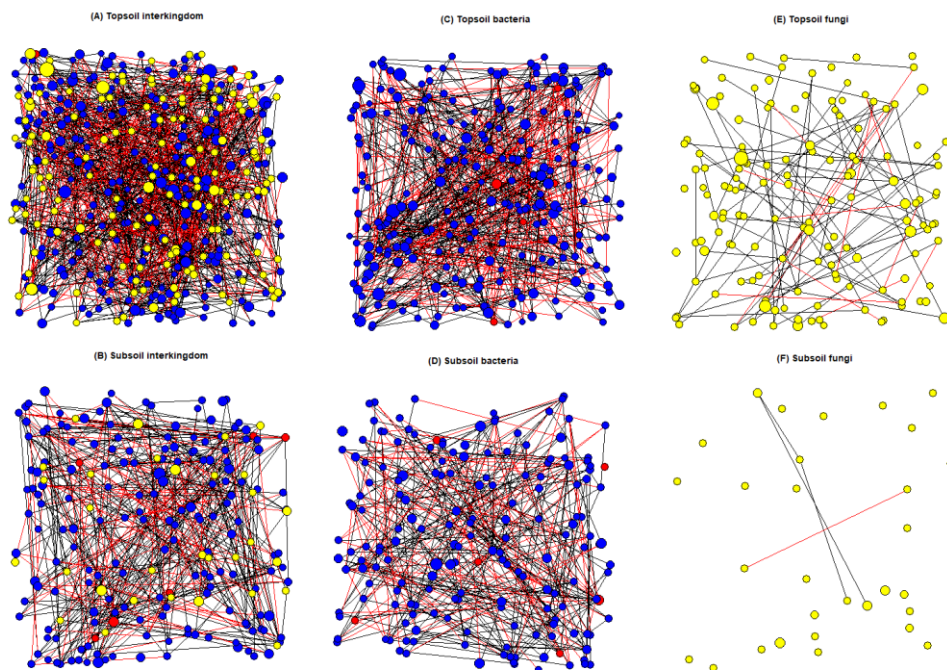 (A) Topsoil interkingdom
(C) Topsoil bacteria
(E) Topsoil fungi
(B) Subsoil interkingdom
(D) Subsoil bacteria
(F) Subsoil fungi